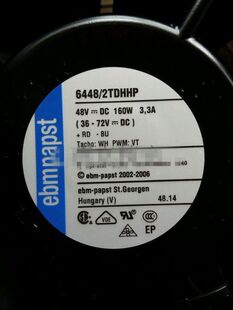 ebmpapst
6448/2TDHHP
48V ⎓ DC 160W 3,3A
( 36 - 72V ⎓ DC )
+ RD - BU
Tacho: WH PWM: VT
© ebm-papst 2002-2006
ebm-papst St.Georgen
Hungary (V) 48.14
EP